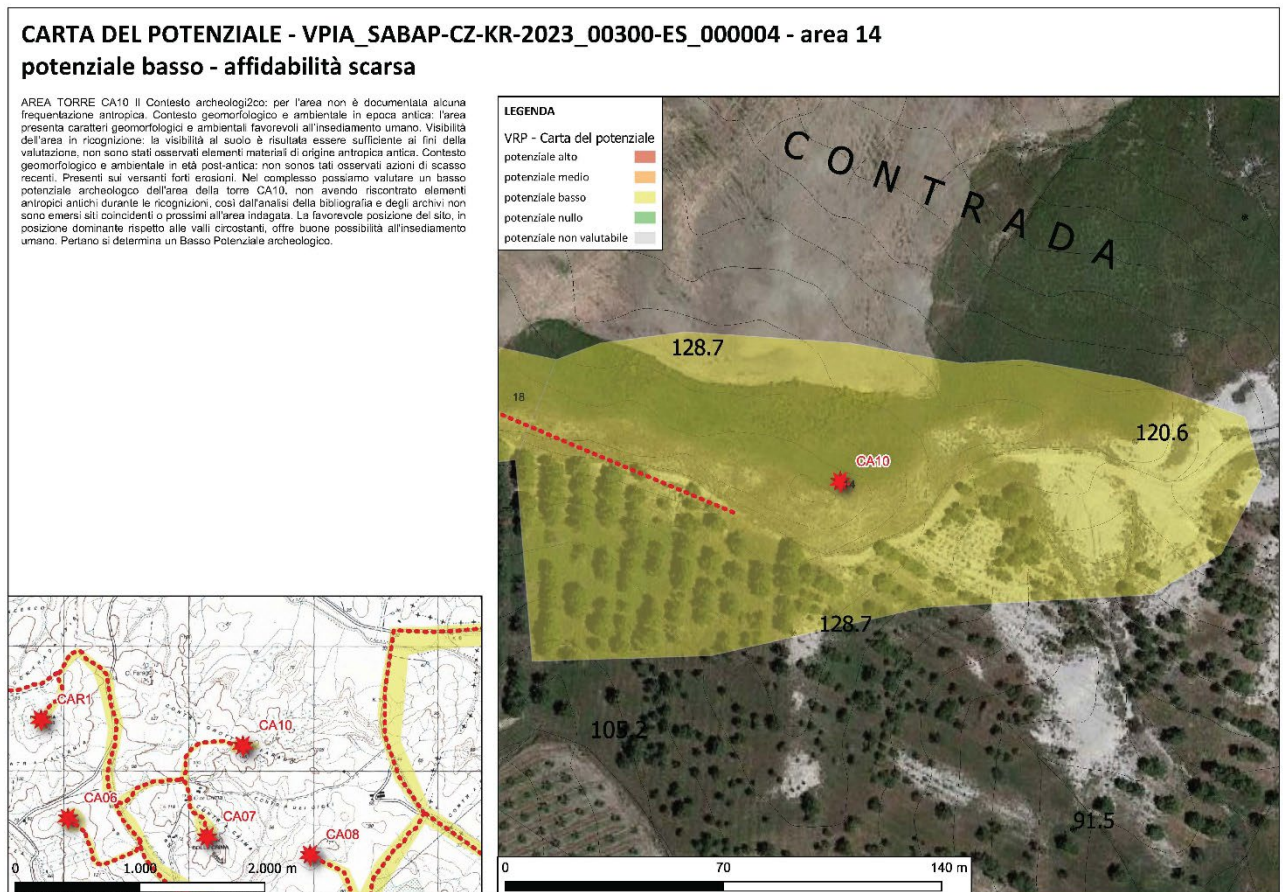 CARTA DEL POTENZIALE - VPIA_SABAP-CZ-KR-2023_00300-ES_000004 - area 14
potenziale basso - affidabilità scarsa
AREA TORRE CA10 Il Contesto archeologi2co: per l'area non è documentata alcuna
frequentazione antropica. Contesto geomorfologico e ambientale in epoca antica: l'area
presenta caratteri geomorfologici e ambientali favorevoli all'insediamento umano. Visibilità
dell'area in ricognizione: la visibilità al suolo è risultata essere sufficiente ai fini della
valutazione, non sono stati osservati elementi materiali di origine antropica antica. Contesto
geomorfologico e ambientale in età post-antica: non sonos tati osservati azioni di scasso
recenti. Presenti sui versanti forti erosioni. Nel complesso possiamo valutare un basso
potenziale archeologco dell'area della torre CA10, non avendo riscontrato elementi
antropici antichi durante le ricognizioni, così dall'analisi della bibliografia e degli archivi non
sono emersi siti coincidenti o prossimi all'area indagata. La favorevole posizione del sito, in
posizione dominante rispetto alle valli circostanti, offre buone possibilità all'insediamento
umano. Pertano si determina un Basso Potenziale archeologico.
LEGENDA
VRP - Carta del potenziale
potenziale alto
potenziale medio
potenziale basso
potenziale nullo
potenziale non valutabile
CONTRADA
128.7
18
120.6
CA10
128.7
105.2
91.5
0 70 140 m
CAR1
CA10
CA06
CA07
CA08
0 1.000 2.000 m